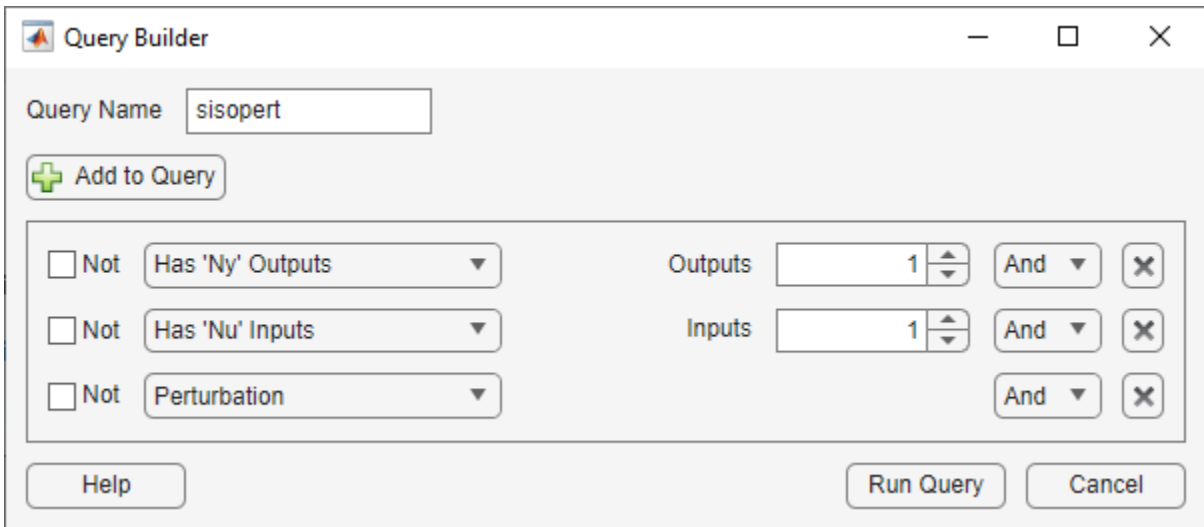 Query Builder
Query Name sisopert
Add to Query
Not Has 'Ny' Outputs Outputs 1 And
Not Has 'Nu' Inputs Inputs 1 And
Not Perturbation And
Help Run Query Cancel